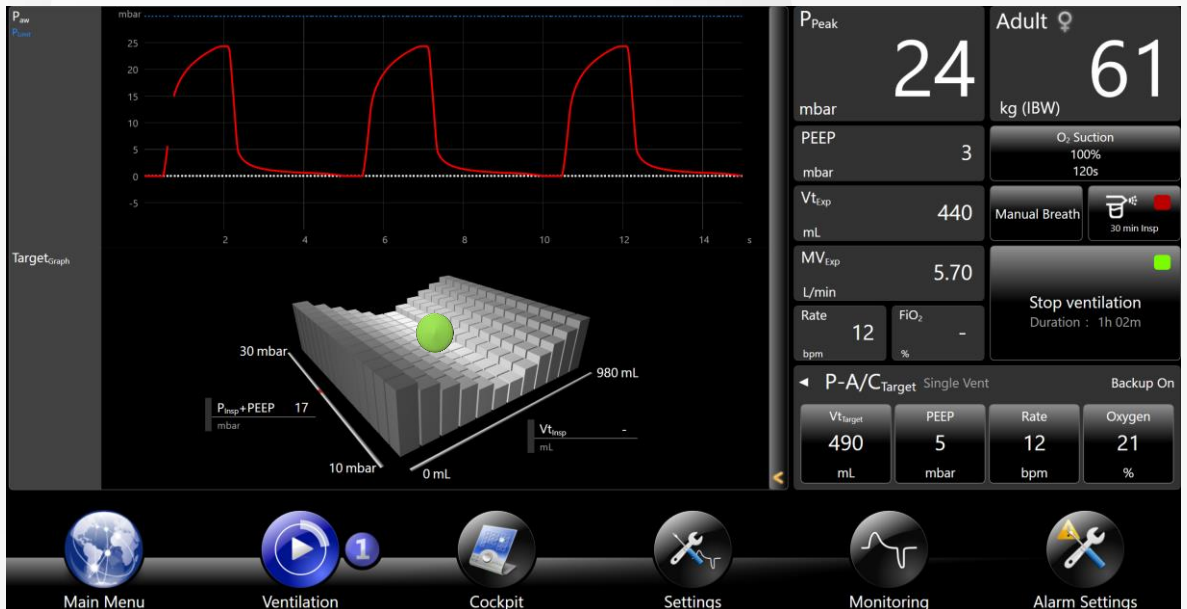 Paw
PLimit
mbar
25
20
15
10
5
0
-5
2 4 6 8 10 12 14 s
TargetGraph
30 mbar
980 mL
PInsp+PEEP 17
mbar
VtInsp -
mL
10 mbar
0 mL
PPeak
24
mbar
Adult ♀
61
kg (IBW)
PEEP
3
mbar
O2 Suction
100%
120s
VtExp
440
mL
Manual Breath
30 min Insp
MVExp
5.70
L/min
Stop ventilation
Duration : 1h 02m
Rate
12
bpm
FiO2
-
%
P-A/CTarget Single Vent Backup On
VtTarget PEEP Rate Oxygen
490 5 12 21
mL mbar bpm %
1
Main Menu Ventilation Cockpit Settings Monitoring Alarm Settings